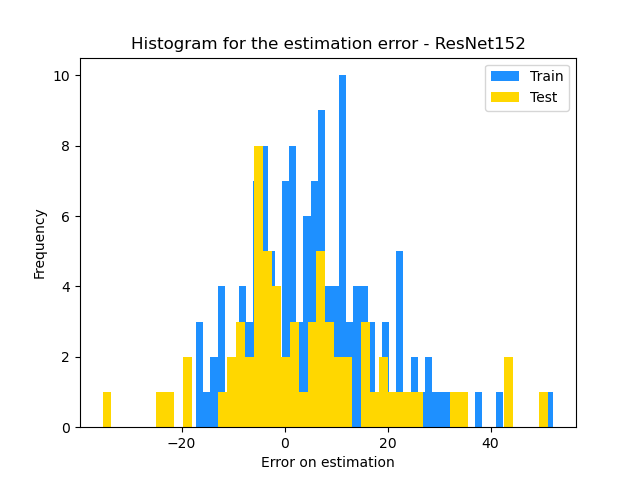 Histogram for the estimation error - ResNet152
Train
Test
Frequency
10
8
6
4
2
0
−20
0
20
40
Error on estimation